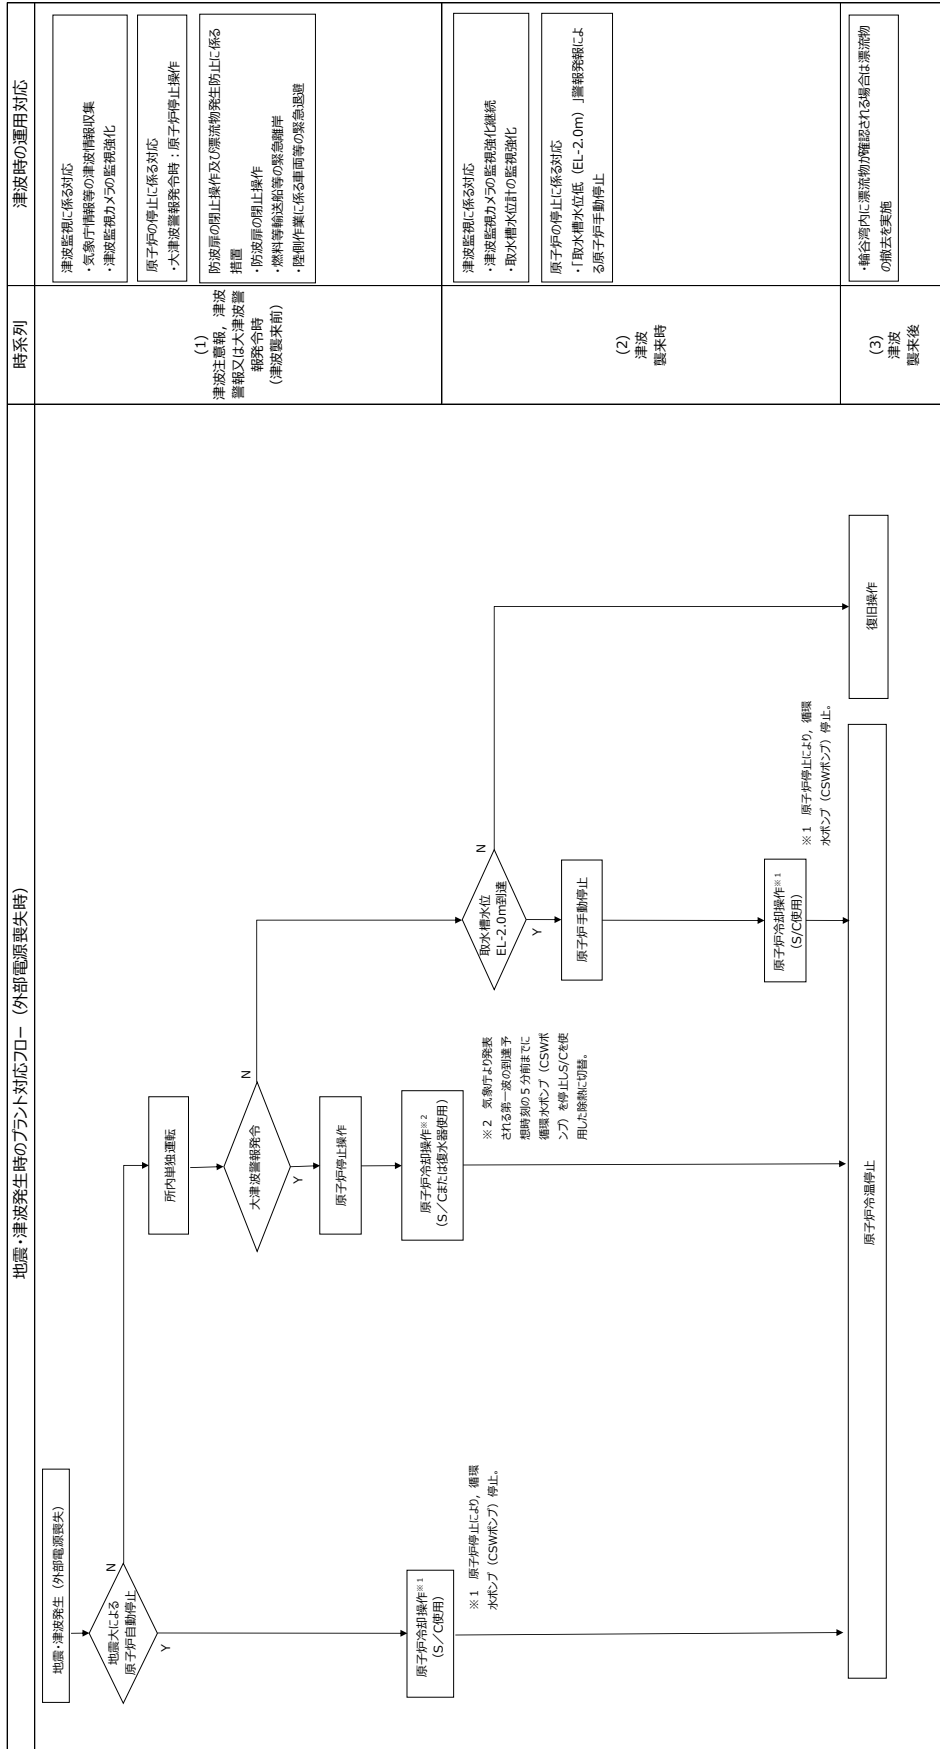 地震・津波発生時のプラント対応フロー（外部電源喪失時）
時系列
津波時の運用対応
地震・津波発生（外部電源喪失）
地震大による
原子炉自動停止
N
Y
所内単独運転
大津波警報発令
N
Y
原子炉停止操作
原子炉冷却操作※1
（S／C使用）
※１ 原子炉停止により，循環
水ポンプ（CSWポンプ）停止。
原子炉冷却操作※2
（S／Cまたは復水器使用）
※２ 気象庁より発表
される第一波の到達予
想時刻の５分前までに
循環水ポンプ（CSWポ
ンプ）を停止しS/Cを使
用した除熱に切替。
取水槽水位
EL-2.0m到達
N
Y
原子炉手動停止
原子炉冷却操作※1
（S/C使用）
※１ 原子炉停止により，循環
水ポンプ（CSWポンプ）停止。
原子炉冷温停止
復旧操作
(1)
津波注意報，津波
警報又は大津波警
報発令時
（津波襲来前）
津波監視に係る対応
・気象庁情報等の津波情報収集
・津波監視カメラの監視強化
原子炉の停止に係る対応
・大津波警報発令時：原子炉停止操作
防波扉の閉止操作及び漂流物発生防止に係る
措置
・防波扉の閉止操作
・燃料等輸送船等の緊急離岸
・陸側作業に係る車両等の緊急退避
(2)
津波
襲来時
津波監視に係る対応
・津波監視カメラの監視強化継続
・取水槽水位計の監視強化
原子炉の停止に係る対応
・「取水槽水位低（EL-2.0m）」警報発報によ
る原子炉手動停止
(3)
津波
襲来後
・輪谷湾内に漂流物が確認される場合は漂流物
の撤去を実施